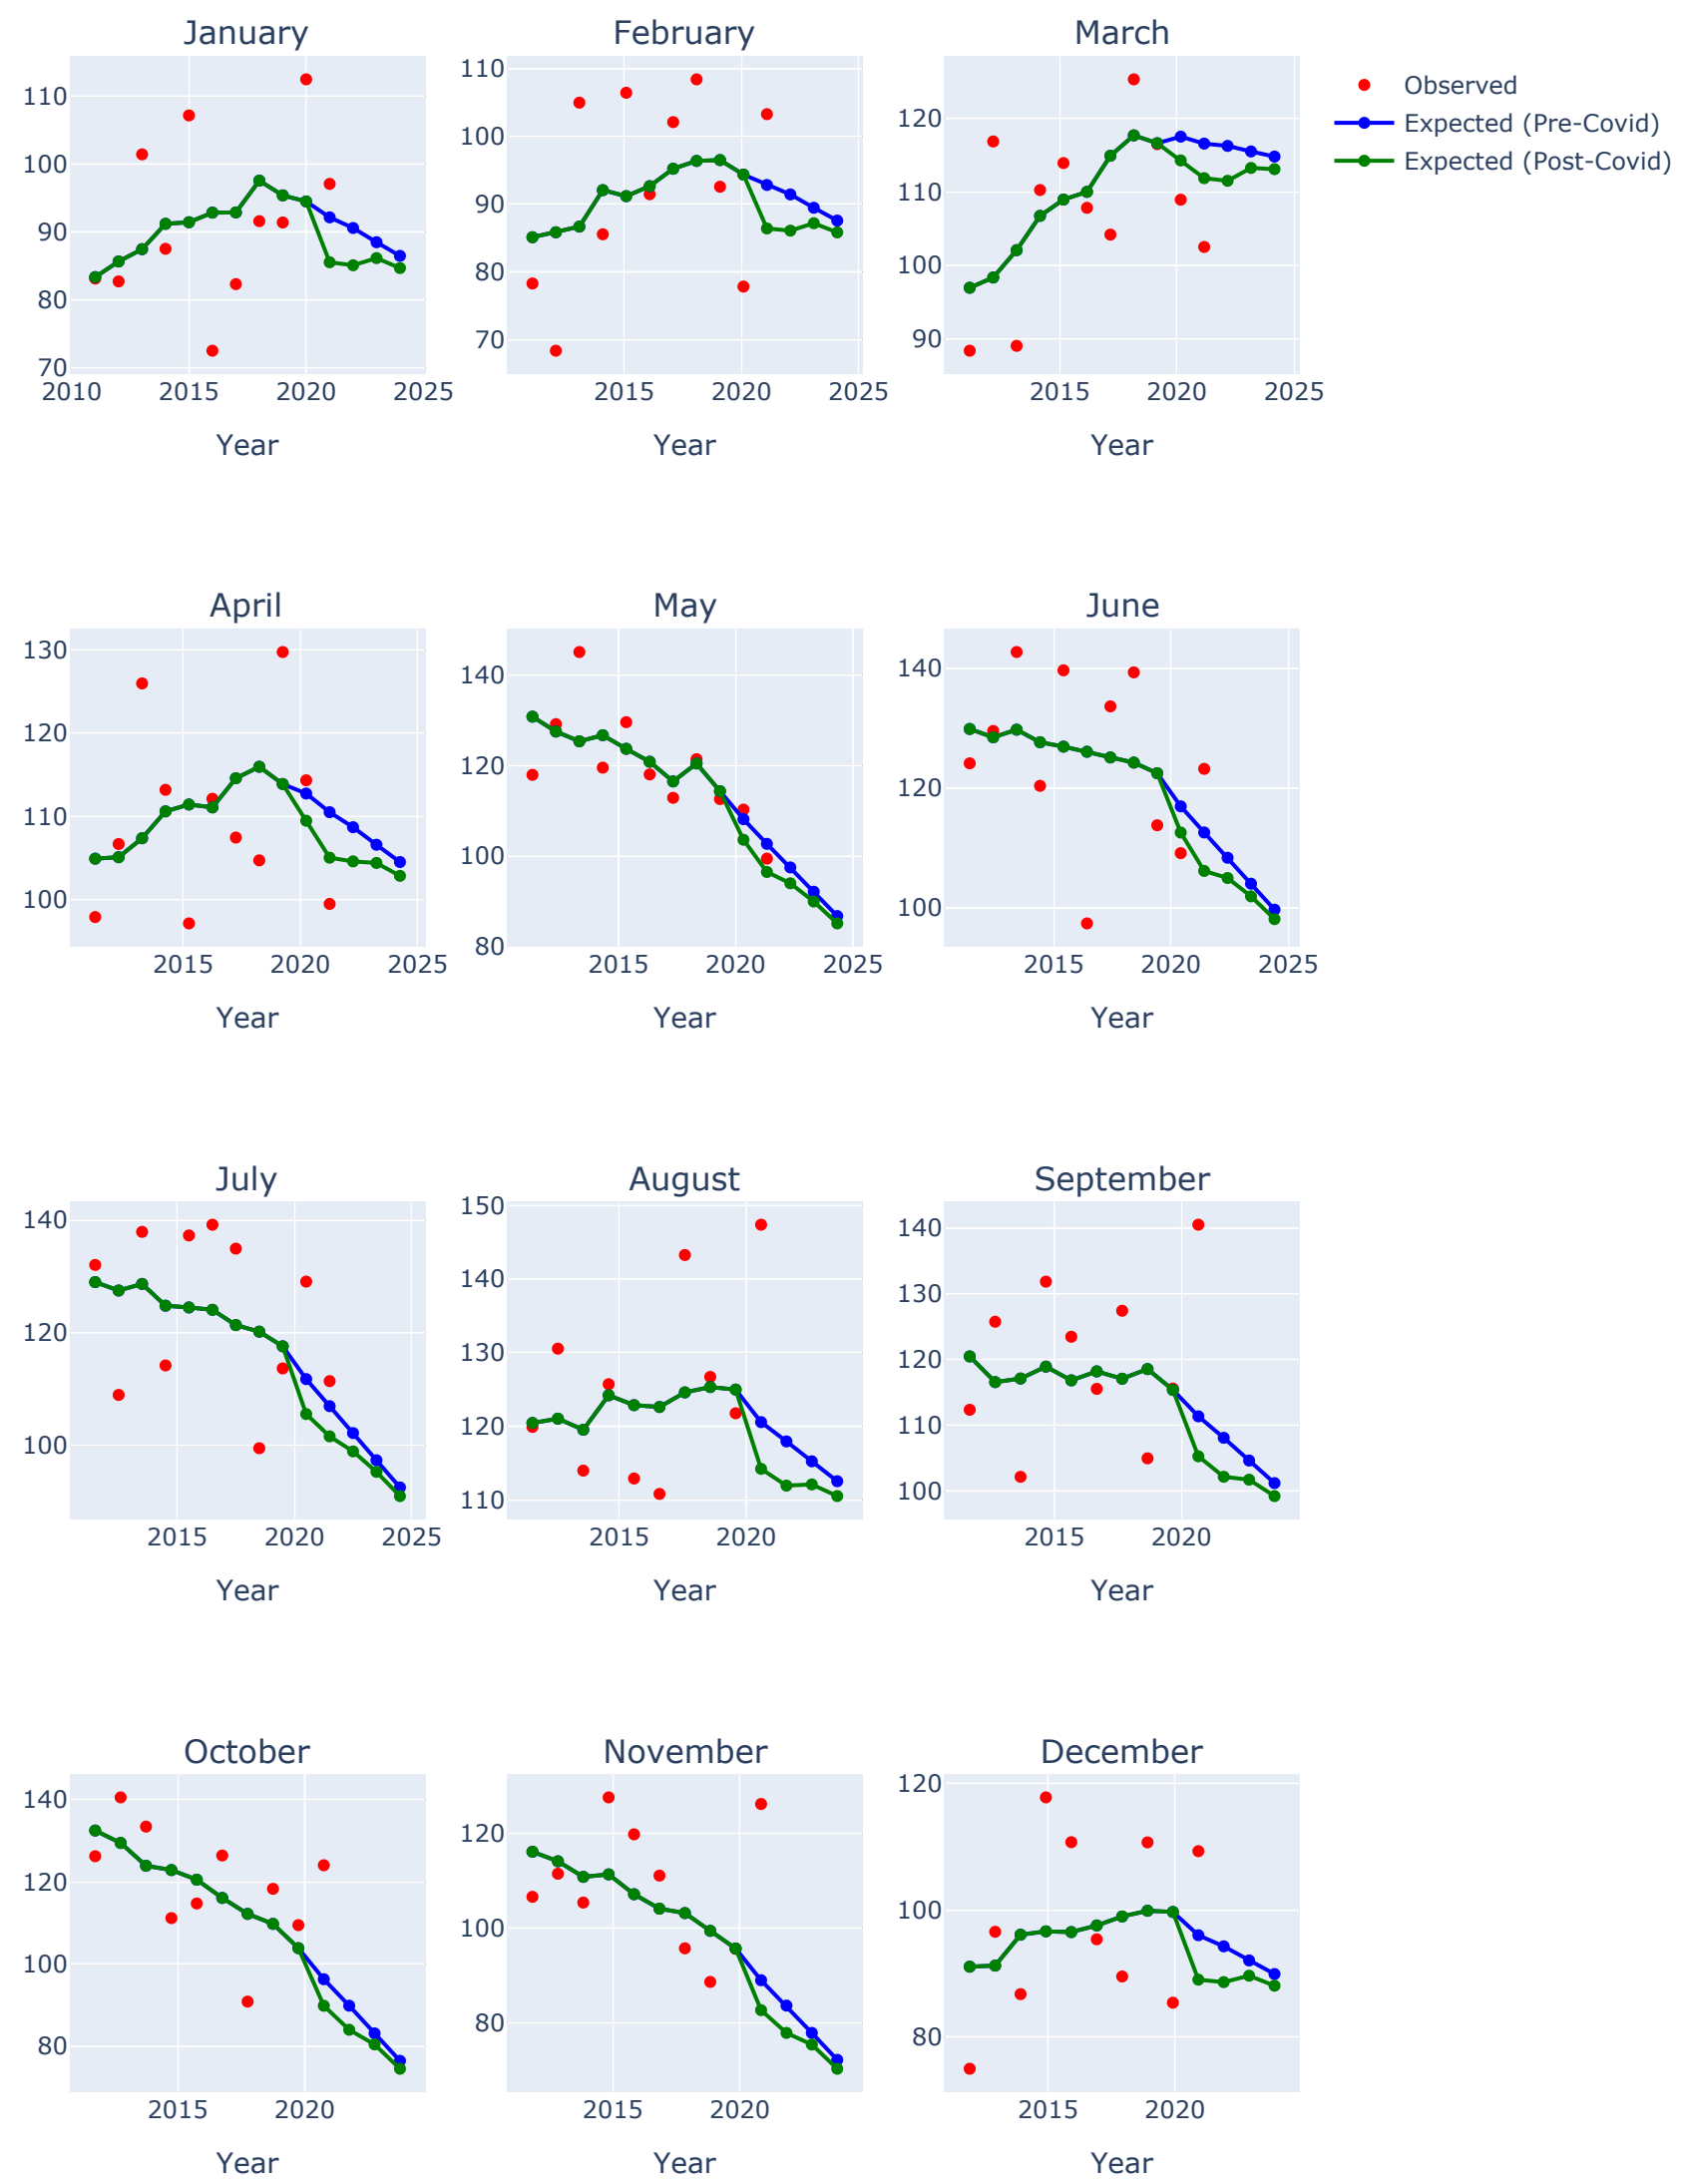 January
February
March
110
100
90
80
70
2010
2015
2020
2025
Year
110
100
90
80
70
2015
2020
2025
Year
120
110
100
90
2015
2020
2025
Year
Observed
Expected (Pre-Covid)
Expected (Post-Covid)
April
May
June
130
120
110
100
2015
2020
2025
Year
140
120
100
80
2015
2020
2025
Year
140
120
100
2015
2020
2025
Year
July
August
September
140
120
100
2015
2020
2025
Year
150
140
130
120
110
2015
2020
Year
140
130
120
110
100
2015
2020
Year
October
November
December
140
120
100
80
2015
2020
Year
120
100
80
2015
2020
Year
120
100
80
2015
2020
Year